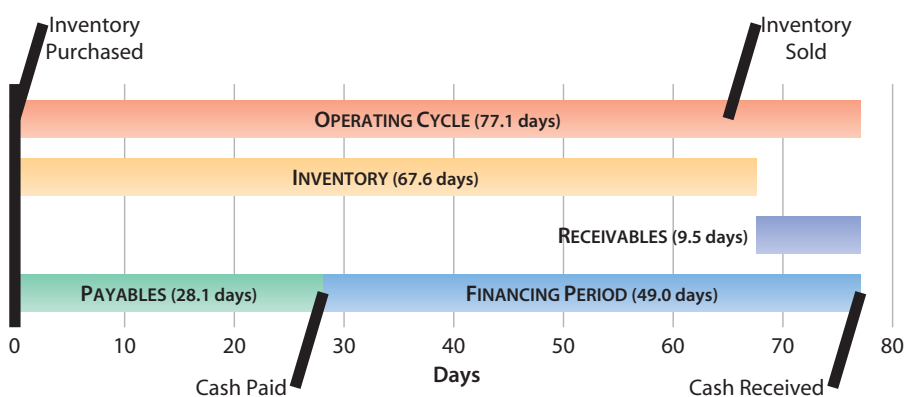 Inventory
Purchased
Inventory
Sold
OPERATING CYCLE (77.1 days)
INVENTORY (67.6 days)
RECEIVABLES (9.5 days)
PAYABLES (28.1 days)
FINANCING PERIOD (49.0 days)
0 10 20 30 40 50 60 70 80
Days
Cash Paid
Cash Received